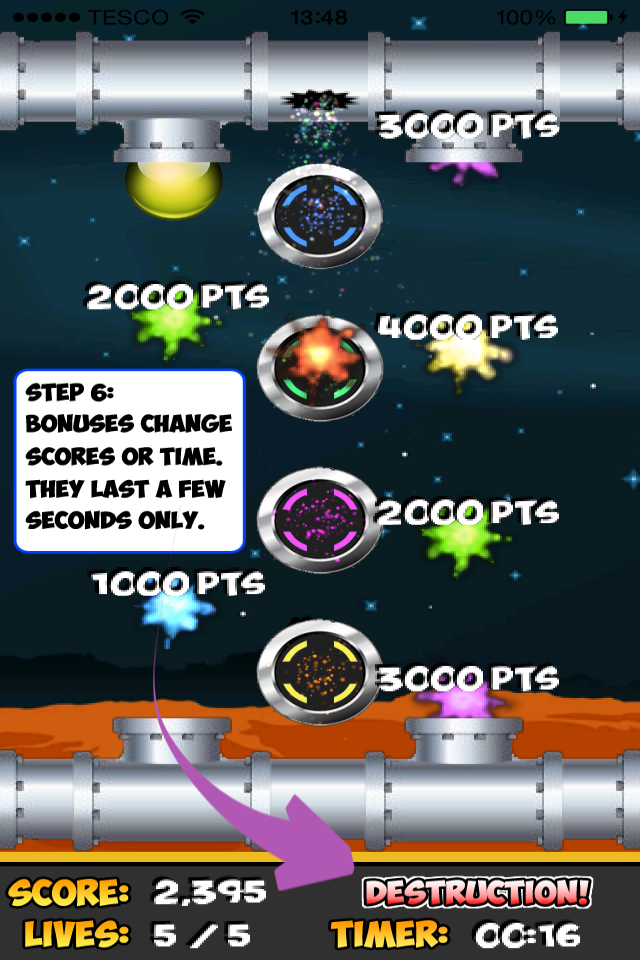 TESCO 13:48 100%
3000 PTS
2000 PTS
4000 PTS
STEP 6:
BONUSES CHANGE
SCORES OR TIME.
THEY LAST A FEW
SECONDS ONLY.
2000 PTS
1000 PTS
3000 PTS
SCORE: 2,395 DESTRUCTION!
LIVES: 5 / 5 TIMER: 00:16